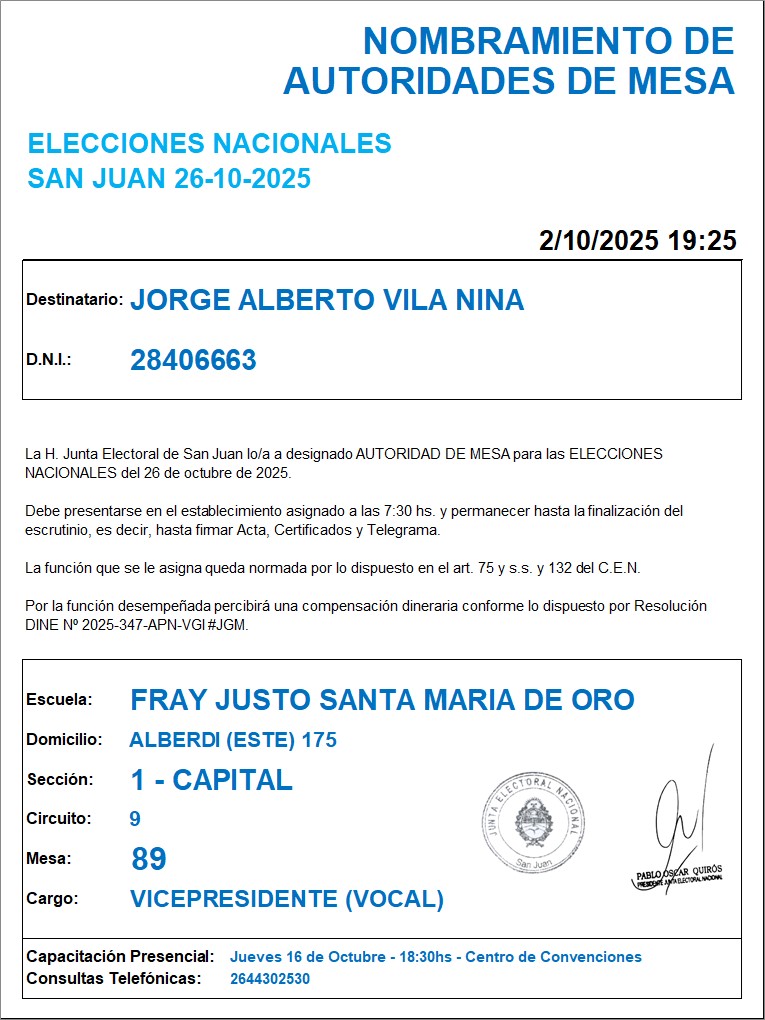 NOMBRAMIENTO DE
AUTORIDADES DE MESA
ELECCIONES NACIONALES
SAN JUAN 26-10-2025
2/10/2025 19:25
Destinatario: JORGE ALBERTO VILA NINA
D.N.I.: 28406663
La H. Junta Electoral de San Juan lo/a a designado AUTORIDAD DE MESA para las ELECCIONES
NACIONALES del 26 de octubre de 2025.
Debe presentarse en el establecimiento asignado a las 7:30 hs. y permanecer hasta la finalización del
escrutinio, es decir, hasta firmar Acta, Certificados y Telegrama.
La función que se le asigna queda normada por lo dispuesto en el art. 75 y s.s. y 132 del C.E.N.
Por la función desempeñada percibirá una compensación dineraria conforme lo dispuesto por Resolución
DINE Nº 2025-347-APN-VGI#JGM.
Escuela: FRAY JUSTO SANTA MARIA DE ORO
Domicilio: ALBERDI (ESTE) 175
Sección: 1 - CAPITAL
Circuito: 9
Mesa: 89
Cargo: VICEPRESIDENTE (VOCAL)
JUNTA ELECTORAL NACIONAL
San Juan
PABLO OSCAR QUIRÓS
PRESIDENTE JUNTA ELECTORAL NACIONAL
Capacitación Presencial: Jueves 16 de Octubre - 18:30hs - Centro de Convenciones
Consultas Telefónicas: 2644302530